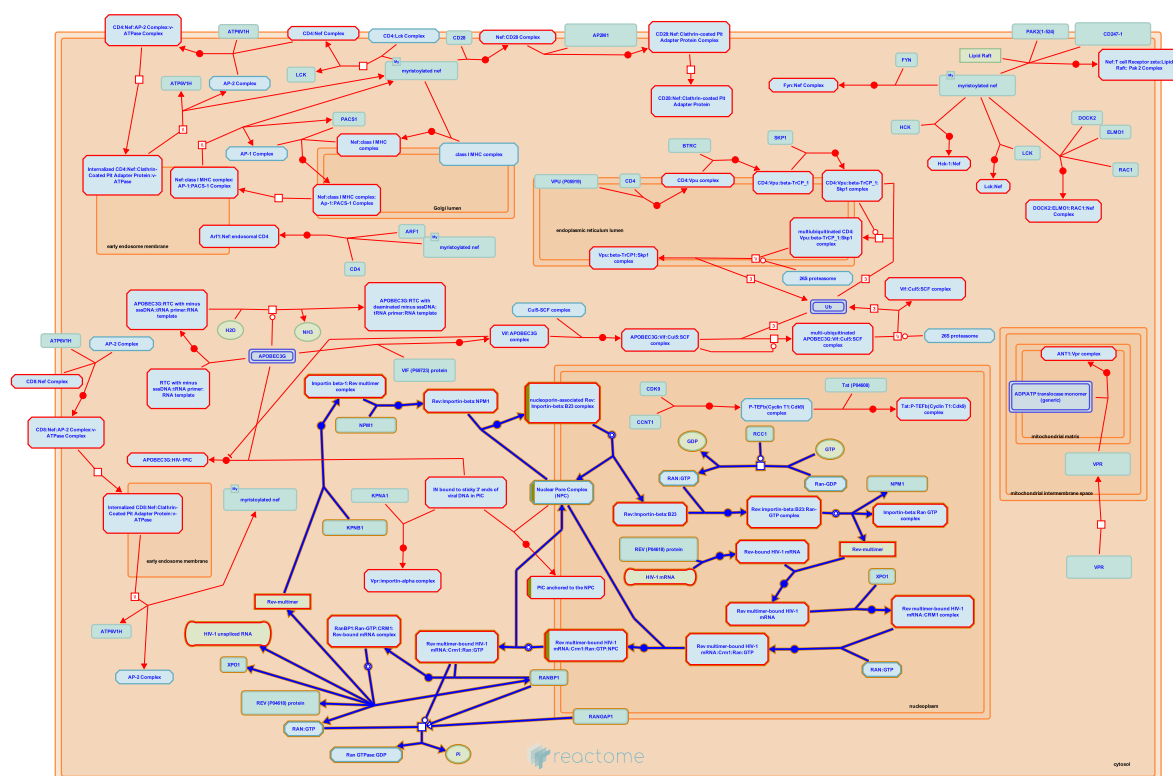 CD4:Nef:AP-2 Complex:v-
ATPase Complex
ATP6V1H
CD4:Nef Complex
CD4:Lck Complex
CD28
Nef:CD28 Complex
AP2M1
CD28:Nef:Clathrin-coated Pit
Adapter Protein Complex
PAK2(1-524)
CD247-1
Lipid Raft
Nef:T cell Receptor zeta:Lipid
Raft: Pak 2 Complex
ATP6V1H
AP-2 Complex
LCK
My
myristoylated nef
CD28:Nef:Clathrin-coated Pit
Adapter Protein
FYN
Fyn:Nef Complex
My
myristoylated nef
PACS1
AP-1 Complex
Nef:class I MHC
complex
class I MHC complex
HCK
Hck-1:Nef
DOCK2
ELMO1
LCK
RAC1
Lck:Nef
DOCK2:ELMO1:RAC1:Nef
Complex
Internalized CD4:Nef:Clathrin-
Coated Pit Adapter Protein:v-
ATPase
Nef:class I MHC complex:
AP-1:PACS-1 Complex
Nef:class I MHC complex:
Ap-1:PACS-1 Complex
Golgi lumen
early endosome membrane
Arf1:Nef:endosomal CD4
ARF1
My
myristoylated nef
CD4
BTRC
SKP1
VPU (P05919)
CD4
CD4:Vpu complex
CD4:Vpu:beta-TrCP_1
CD4:Vpu:beta-TrCP_1:
Skp1 complex
endoplasmic reticulum lumen
multiubiquitinated CD4:
Vpu:beta-TrCP_1:Skp1
complex
Vpu:beta-TrCP1:Skp1
complex
26S proteasome
Ub
Vif:Cul5:SCF complex
APOBEC3G:RTC with minus
sssDNA:tRNA primer:RNA
template
APOBEC3G:RTC with
deaminated minus sssDNA:
tRNA primer:RNA template
H2O
NH3
APOBEC3G
Cul5-SCF complex
Vif:APOBEC3G
complex
APOBEC3G:Vif:Cul5:SCF
complex
multi-ubiquitinated
APOBEC3G:Vif:Cul5:SCF
complex
26S proteasome
ATP6V1H
AP-2 Complex
CD8:Nef Complex
RTC with minus
sssDNA:tRNA primer:
RNA template
VIF (P69723) protein
ANT1:Vpr complex
ADP/ATP translocase monomer
(generic)
mitochondrial matrix
mitochondrial intermembrane space
VPR
VPR
CD8:Nef:AP-2 Complex:v-
ATPase Complex
APOBEC3G:HIV-1PIC
Importin beta-1:Rev multimer
complex
NPM1
Rev:Importin-beta:NPM1
nucleoporin-associated Rev:
Importin-beta:B23 complex
CDK9
CCNT1
P-TEFb(Cyclin T1:Cdk9)
complex
Tat (P04608)
Tat:P-TEFb(Cyclin T1:Cdk9)
complex
GDP
RCC1
GTP
RAN:GTP
Ran-GDP
NPM1
Internalized CD8:Nef:Clathrin-
Coated Pit Adapter Protein:v-
ATPase
early endosome membrane
My
myristoylated nef
KPNA1
KPNB1
IN bound to sticky 3' ends of
viral DNA in PIC
Nuclear Pore Complex
(NPC)
Rev:Importin-beta:B23
Rev:Importin-beta:B23:Ran-
GTP complex
Importin-beta:Ran GTP
complex
REV (P04618) protein
HIV-1 mRNA
Rev-bound HIV-1 mRNA
Rev-multimer
XPO1
Vpr:importin-alpha complex
PIC anchored to the NPC
Rev multimer-bound HIV-1
mRNA
Rev multimer-bound HIV-1
mRNA:CRM1 complex
Rev-multimer
HIV-1 unspliced RNA
RanBP1:Ran-GTP:CRM1:
Rev-bound mRNA complex
Rev multimer-bound HIV-1
mRNA:Crm1:Ran:GTP
Rev multimer-bound HIV-1
mRNA:Crm1:Ran:GTP:NPC
Rev multimer-bound HIV-1
mRNA:Crm1:Ran:GTP
RAN:GTP
ATP6V1H
AP-2 Complex
XPO1
REV (P04618) protein
RAN:GTP
RANBP1
RANGAP1
nucleoplasm
Ran GTPase:GDP
Pi
reactome
cytosol